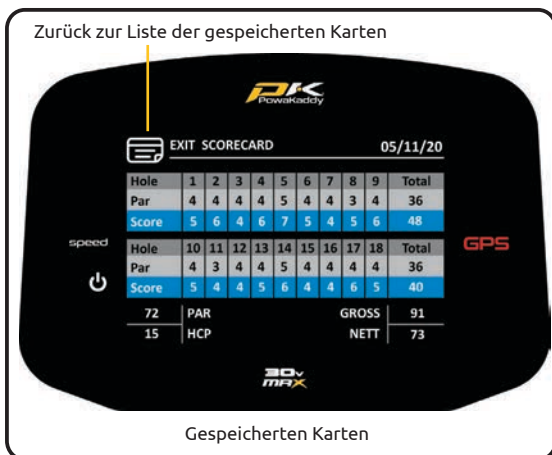 Zurück zur Liste der gespeicherten Karten
PK
PowaKaddy
EXIT SCORECARD 05/11/20
Hole 1 2 3 4 5 6 7 8 9 Total
Par 4 4 4 4 5 4 4 3 4 36
Score 5 6 4 6 7 5 4 5 6 48
speed
GPS
Hole 10 11 12 13 14 15 16 17 18 Total
Par 4 3 4 4 5 4 4 4 4 36
Score 5 4 4 5 6 4 4 6 5 40
72 PAR GROSS 91
15 HCP NETT 73
30v
MAX
Gespeicherten Karten